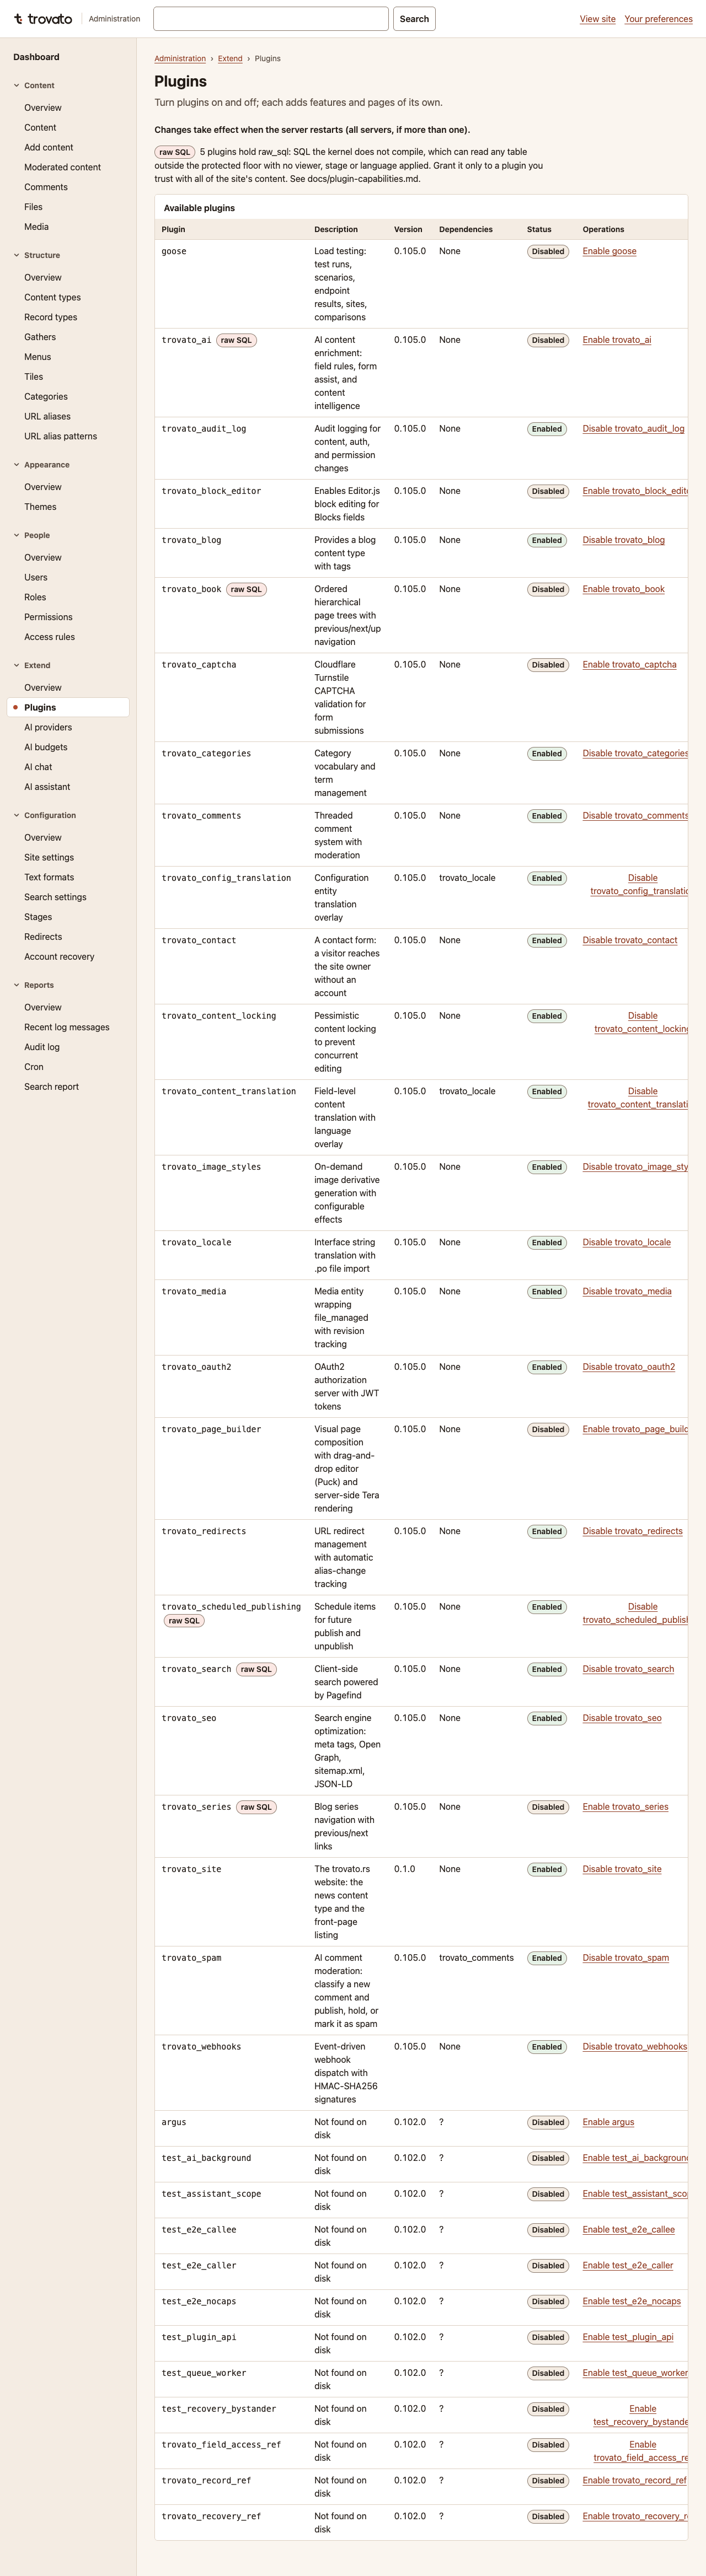 trovato
Administration
Search
View site
Your preferences
Dashboard
Content
Overview
Content
Add content
Moderated content
Comments
Files
Media
Structure
Overview
Content types
Record types
Gathers
Menus
Tiles
Categories
URL aliases
URL alias patterns
Appearance
Overview
Themes
People
Overview
Users
Roles
Permissions
Access rules
Extend
Overview
Plugins
AI providers
AI budgets
AI chat
AI assistant
Configuration
Overview
Site settings
Text formats
Search settings
Stages
Redirects
Account recovery
Reports
Overview
Recent log messages
Audit log
Cron
Search report
Administration › Extend › Plugins
Plugins
Turn plugins on and off; each adds features and pages of its own.
Changes take effect when the server restarts (all servers, if more than one).
raw SQL 5 plugins hold raw_sql: SQL the kernel does not compile, which can read any table
outside the protected floor with no viewer, stage or language applied. Grant it only to a plugin you
trust with all of the site's content. See docs/plugin-capabilities.md.
Available plugins
Plugin Description Version Dependencies Status Operations
goose Load testing: 0.105.0 None Disabled Enable goose
test runs,
scenarios,
endpoint
results, sites,
comparisons
trovato_ai raw SQL AI content 0.105.0 None Disabled Enable trovato_ai
enrichment:
field rules, form
assist, and
content
intelligence
trovato_audit_log Audit logging for 0.105.0 None Enabled Disable trovato_audit_log
content, auth,
and permission
changes
trovato_block_editor Enables Editor.js 0.105.0 None Disabled Enable trovato_block_edit
block editing for
Blocks fields
trovato_blog Provides a blog 0.105.0 None Enabled Disable trovato_blog
content type
with tags
trovato_book raw SQL Ordered 0.105.0 None Disabled Enable trovato_book
hierarchical
page trees with
previous/next/up
navigation
trovato_captcha Cloudflare 0.105.0 None Disabled Enable trovato_captcha
Turnstile
CAPTCHA
validation for
form
submissions
trovato_categories Category 0.105.0 None Enabled Disable trovato_categories
vocabulary and
term
management
trovato_comments Threaded 0.105.0 None Enabled Disable trovato_comments
comment
system with
moderation
trovato_config_translation Configuration 0.105.0 trovato_locale Enabled Disable
entity trovato_config_translatio
translation
overlay
trovato_contact A contact form: 0.105.0 None Enabled Disable trovato_contact
a visitor reaches
the site owner
without an
account
trovato_content_locking Pessimistic 0.105.0 None Enabled Disable
content locking trovato_content_locking
to prevent
concurrent
editing
trovato_content_translation Field-level 0.105.0 trovato_locale Enabled Disable
content trovato_content_translati
translation with
language
overlay
trovato_image_styles On-demand 0.105.0 None Enabled Disable trovato_image_sty
image derivative
generation with
configurable
effects
trovato_locale Interface string 0.105.0 None Enabled Disable trovato_locale
translation with
.po file import
trovato_media Media entity 0.105.0 None Enabled Disable trovato_media
wrapping
file_managed
with revision
tracking
trovato_oauth2 OAuth2 0.105.0 None Enabled Disable trovato_oauth2
authorization
server with JWT
tokens
trovato_page_builder Visual page 0.105.0 None Disabled Enable trovato_page_build
composition
with drag-and-
drop editor
(Puck) and
server-side Tera
rendering
trovato_redirects URL redirect 0.105.0 None Enabled Disable trovato_redirects
management
with automatic
alias-change
tracking
trovato_scheduled_publishing Schedule items 0.105.0 None Enabled Disable
raw SQL for future trovato_scheduled_publish
publish and
unpublish
trovato_search raw SQL Client-side 0.105.0 None Enabled Disable trovato_search
search powered
by Pagefind
trovato_seo Search engine 0.105.0 None Enabled Disable trovato_seo
optimization:
meta tags, Open
Graph,
sitemap.xml,
JSON-LD
trovato_series raw SQL Blog series 0.105.0 None Disabled Enable trovato_series
navigation with
previous/next
links
trovato_site The trovato.rs 0.1.0 None Enabled Disable trovato_site
website: the
news content
type and the
front-page
listing
trovato_spam AI comment 0.105.0 trovato_comments Enabled Disable trovato_spam
moderation:
classify a new
comment and
publish, hold, or
mark it as spam
trovato_webhooks Event-driven 0.105.0 None Enabled Disable trovato_webhooks
webhook
dispatch with
HMAC-SHA256
signatures
argus Not found on 0.102.0 ? Disabled Enable argus
disk
test_ai_background Not found on 0.102.0 ? Disabled Enable test_ai_background
disk
test_assistant_scope Not found on 0.102.0 ? Disabled Enable test_assistant_sco
disk
test_e2e_callee Not found on 0.102.0 ? Disabled Enable test_e2e_callee
disk
test_e2e_caller Not found on 0.102.0 ? Disabled Enable test_e2e_caller
disk
test_e2e_nocaps Not found on 0.102.0 ? Disabled Enable test_e2e_nocaps
disk
test_plugin_api Not found on 0.102.0 ? Disabled Enable test_plugin_api
disk
test_queue_worker Not found on 0.102.0 ? Disabled Enable test_queue_worker
disk
test_recovery_bystander Not found on 0.102.0 ? Disabled Enable
disk test_recovery_bystande
trovato_field_access_ref Not found on 0.102.0 ? Disabled Enable
disk trovato_field_access_re
trovato_record_ref Not found on 0.102.0 ? Disabled Enable trovato_record_ref
disk
trovato_recovery_ref Not found on 0.102.0 ? Disabled Enable trovato_recovery_r
disk